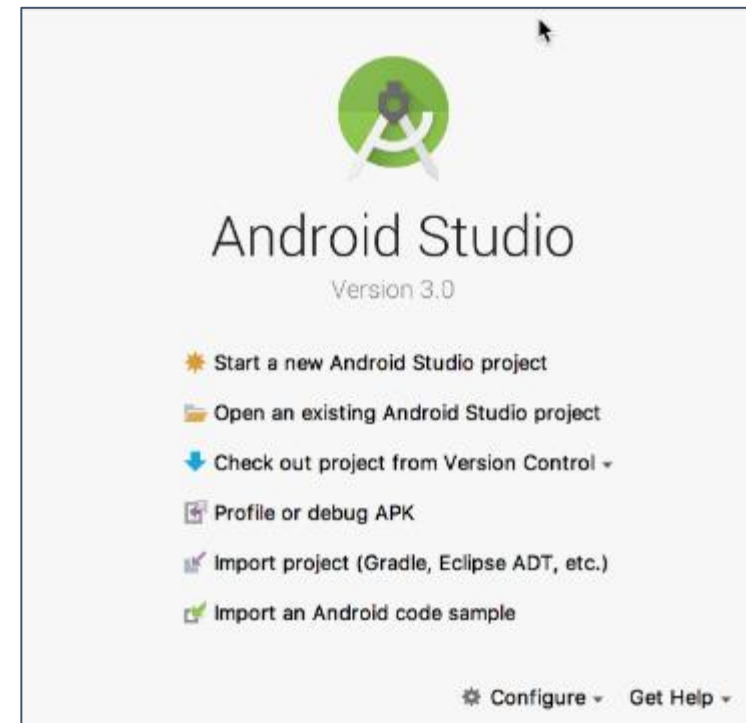 Android Studio
Version 3.0
Start a new Android Studio project
Open an existing Android Studio project
Check out project from Version Control
Profile or debug APK
Import project (Gradle, Eclipse ADT, etc.)
Import an Android code sample
Configure Get Help